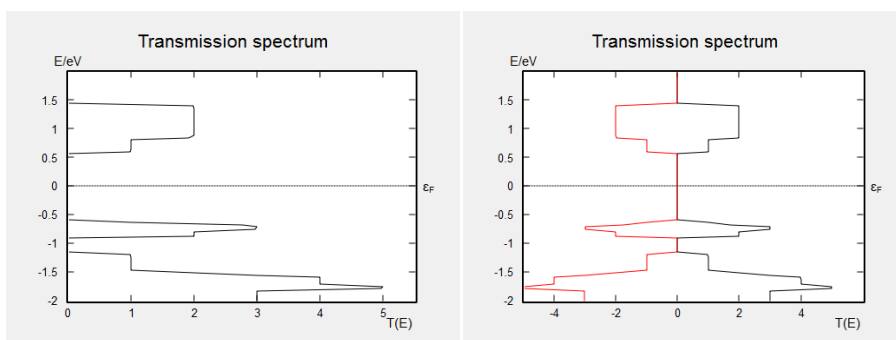 Transmission spectrum
E/eV
1.5
1
0.5
0
-0.5
-1
-1.5
-2
εF
0 1 2 3 4 5
T(E)
Transmission spectrum
E/eV
1.5
1
0.5
0
-0.5
-1
-1.5
-2
εF
-4 -2 0 2 4
T(E)